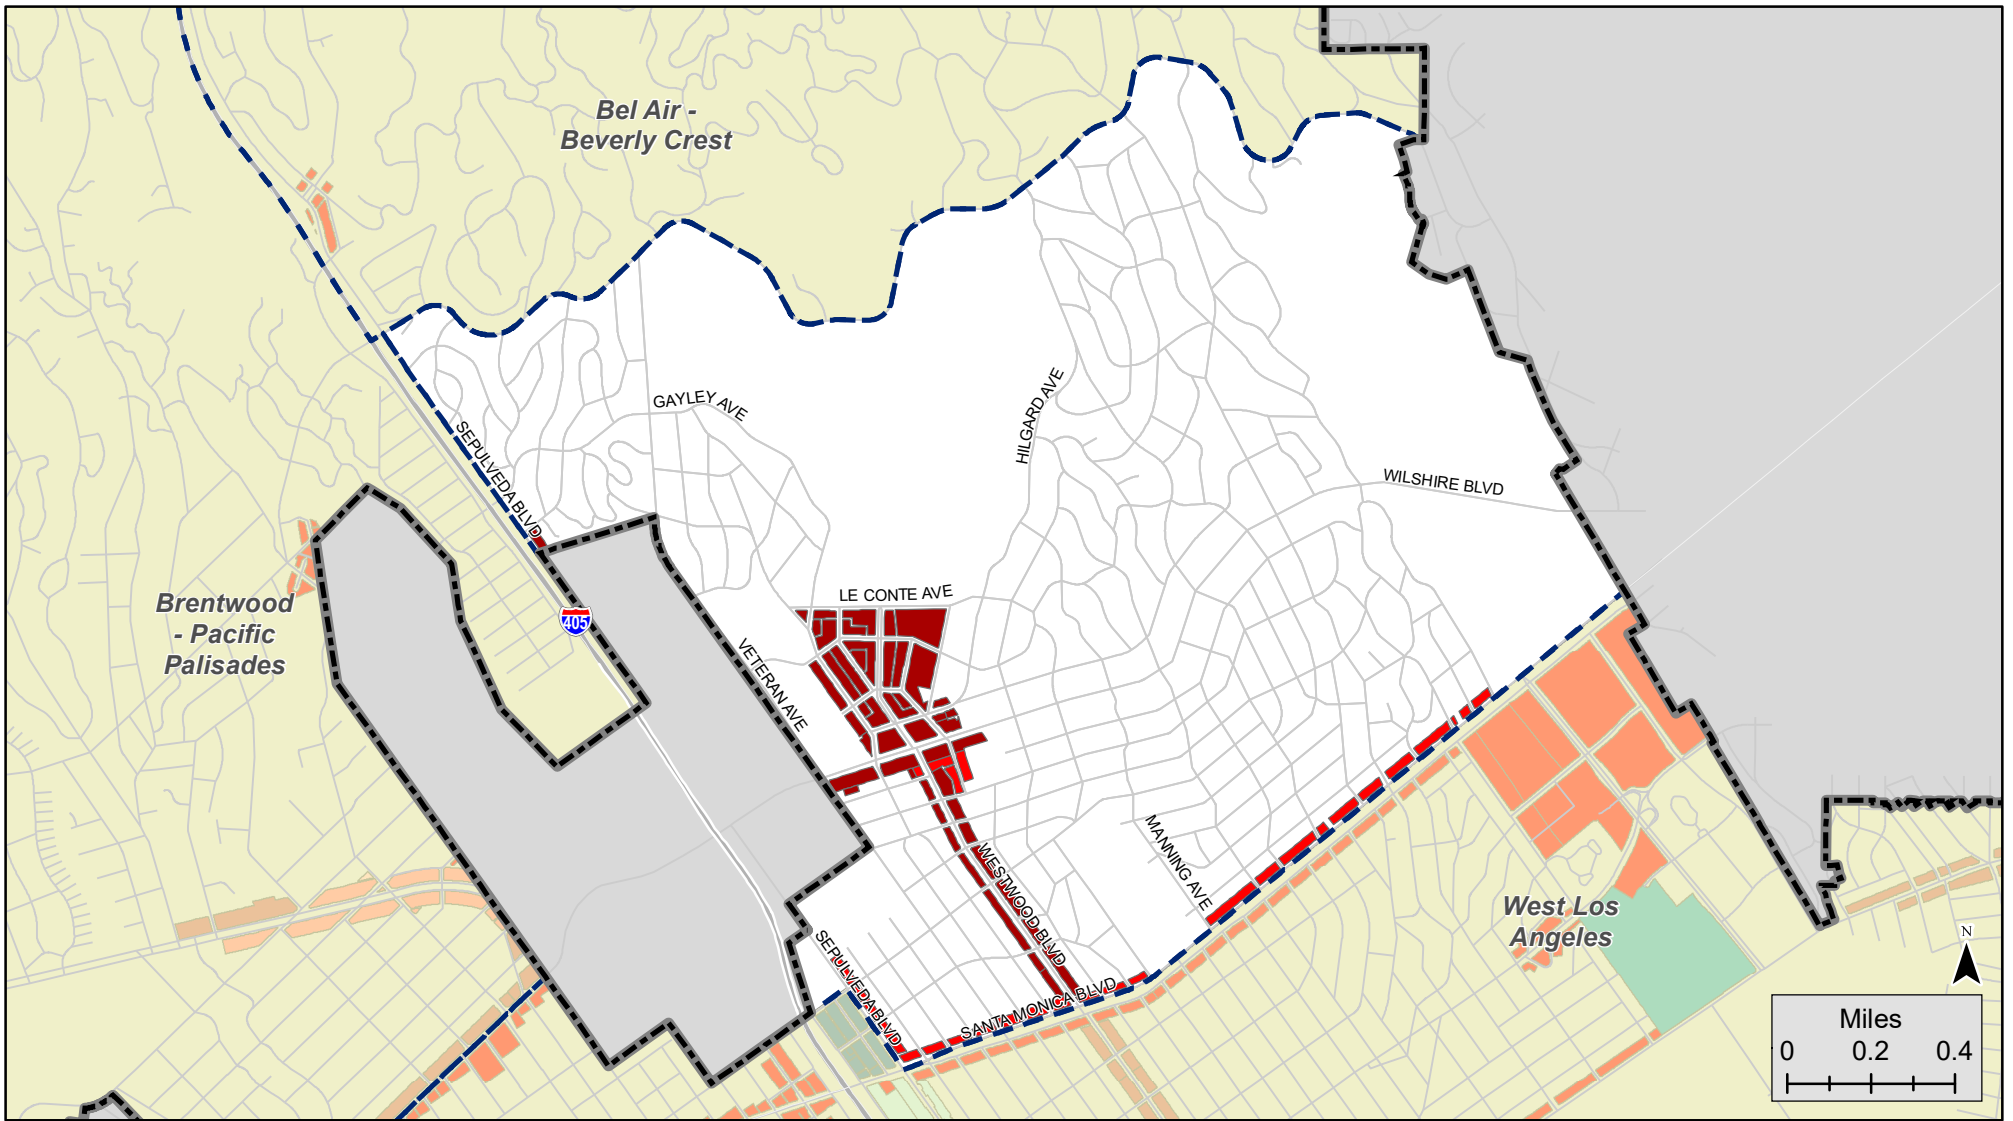 Bel Air -
Beverly Crest
GAYLEY AVE
HILGARD AVE
SEPULVEDA BLVD
WILSHIRE BLVD
Brentwood
- Pacific
Palisades
405
LE CONTE AVE
VETERAN AVE
MANNING AVE
WESTWOOD BLVD
West Los
Angeles
SEPULVEDA BLVD
SANTA MONICA BLVD
N
Miles
0 0.2 0.4